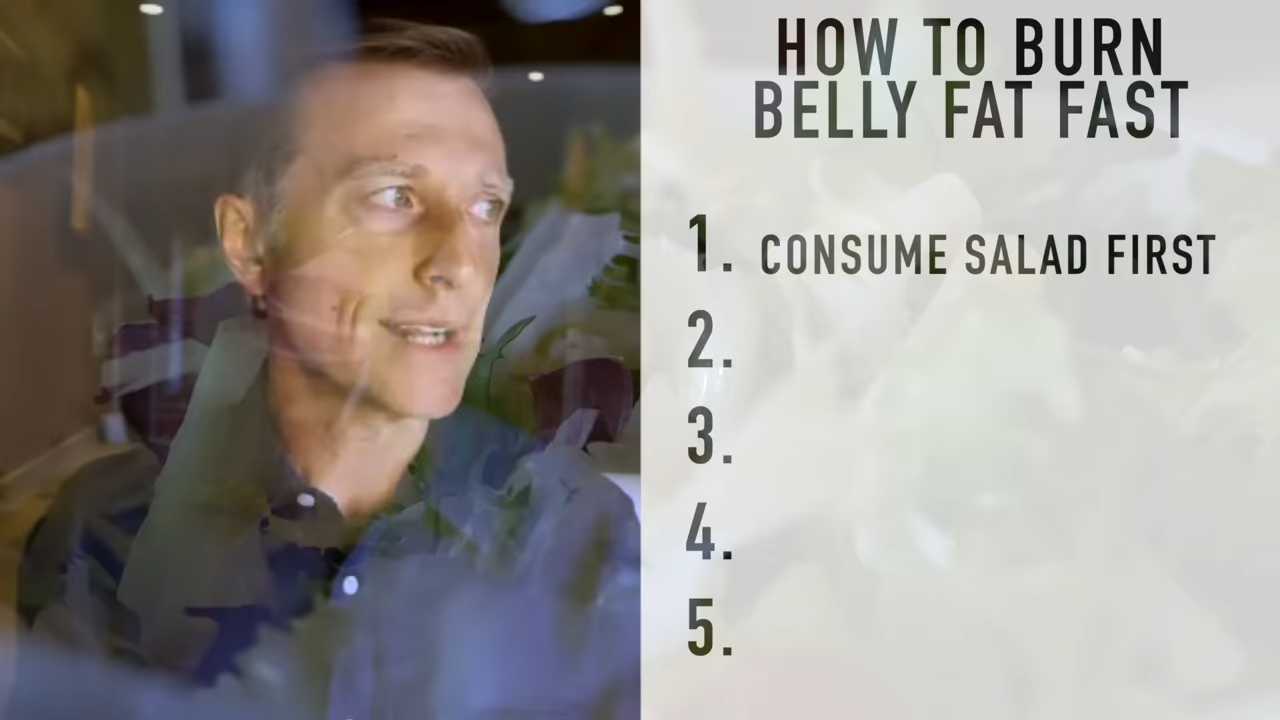 HOW TO BURN
BELLY FAT FAST
1. CONSUME SALAD FIRST
2.
3.
4.
5.